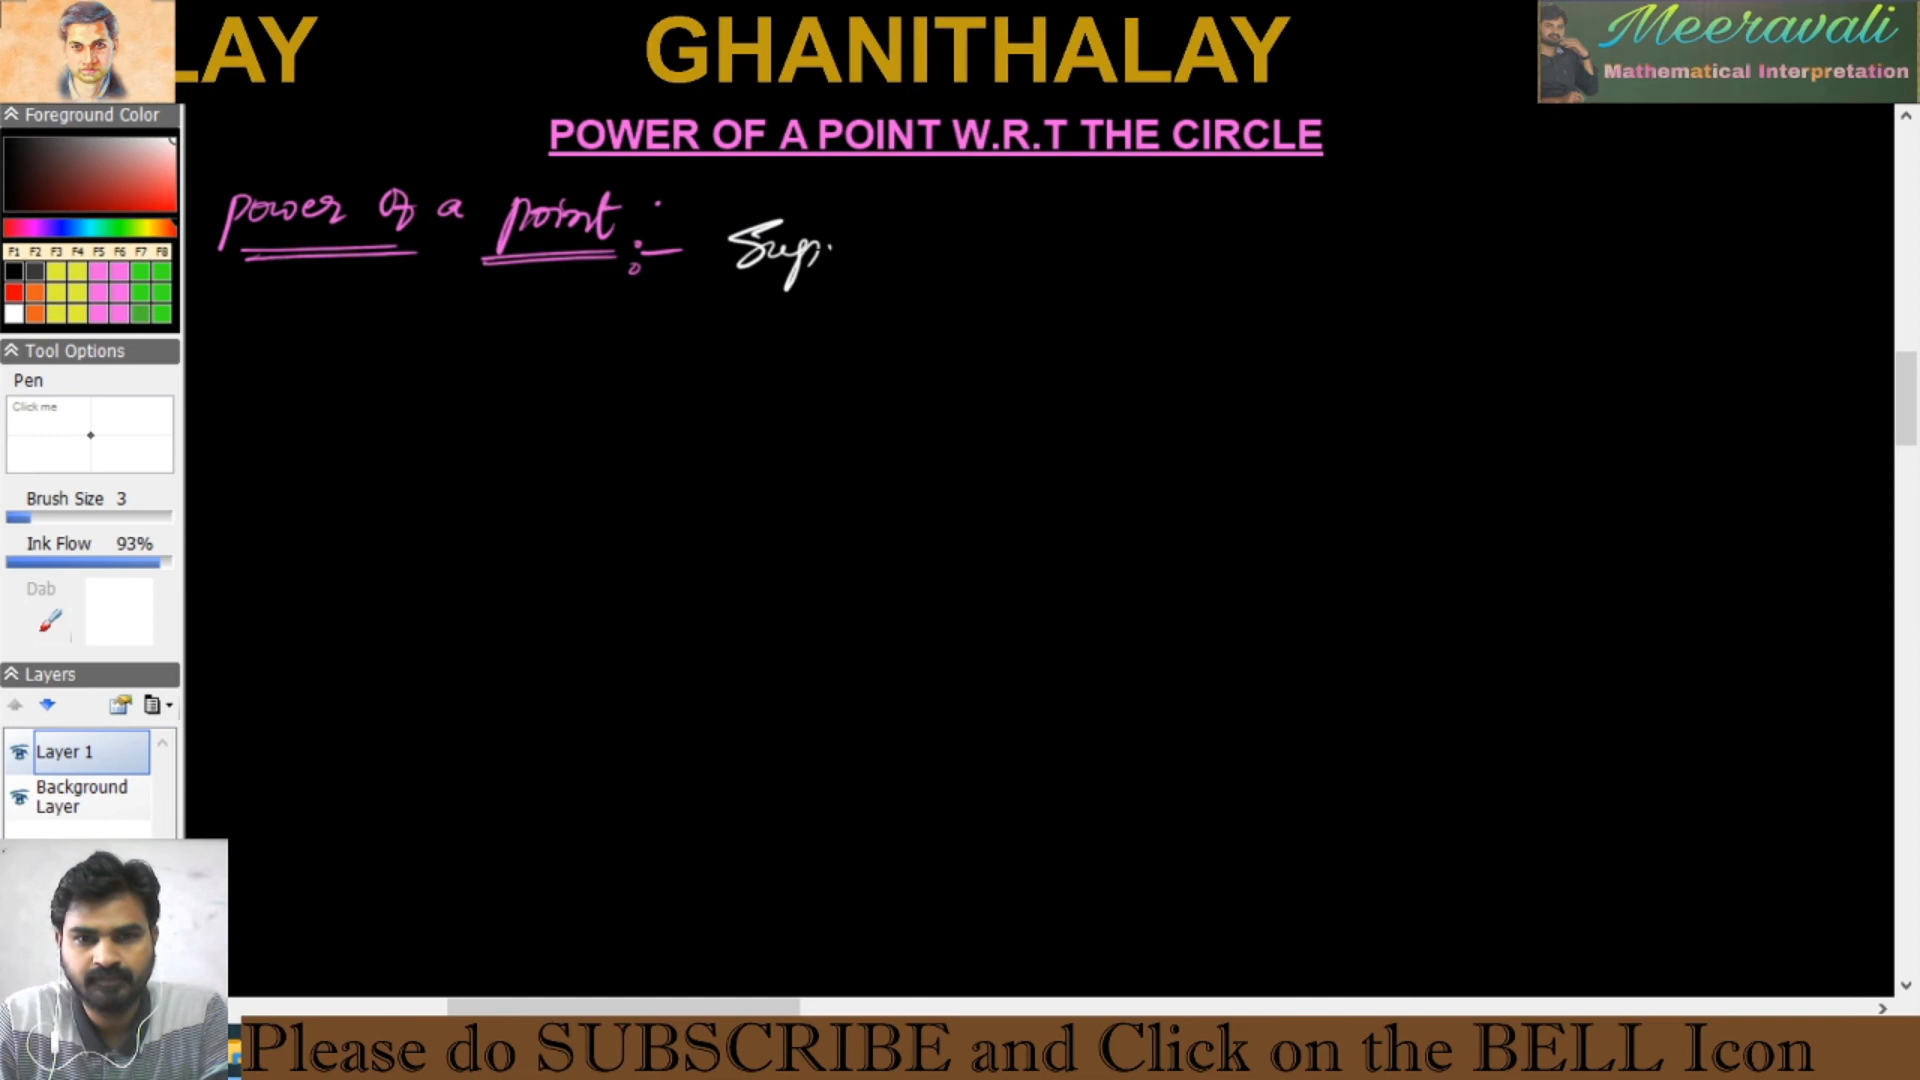 LAY GHANITHALAY
Meeravali
Mathematical Interpretation
Foreground Color
POWER OF A POINT W.R.T THE CIRCLE
power of a point :-
Sup
F1 F2 F3 F4 F5 F6 F7 F8
Tool Options
Pen
Click me
Brush Size 3
Ink Flow 93%
Dab
Layers
Layer 1
Background
Layer
Please do SUBSCRIBE and Click on the BELL Icon